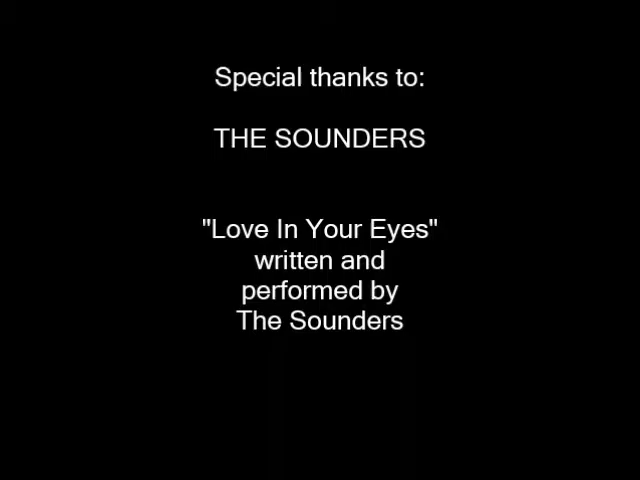 Special thanks to:
THE SOUNDERS
"Love In Your Eyes"
written and
performed by
The Sounders